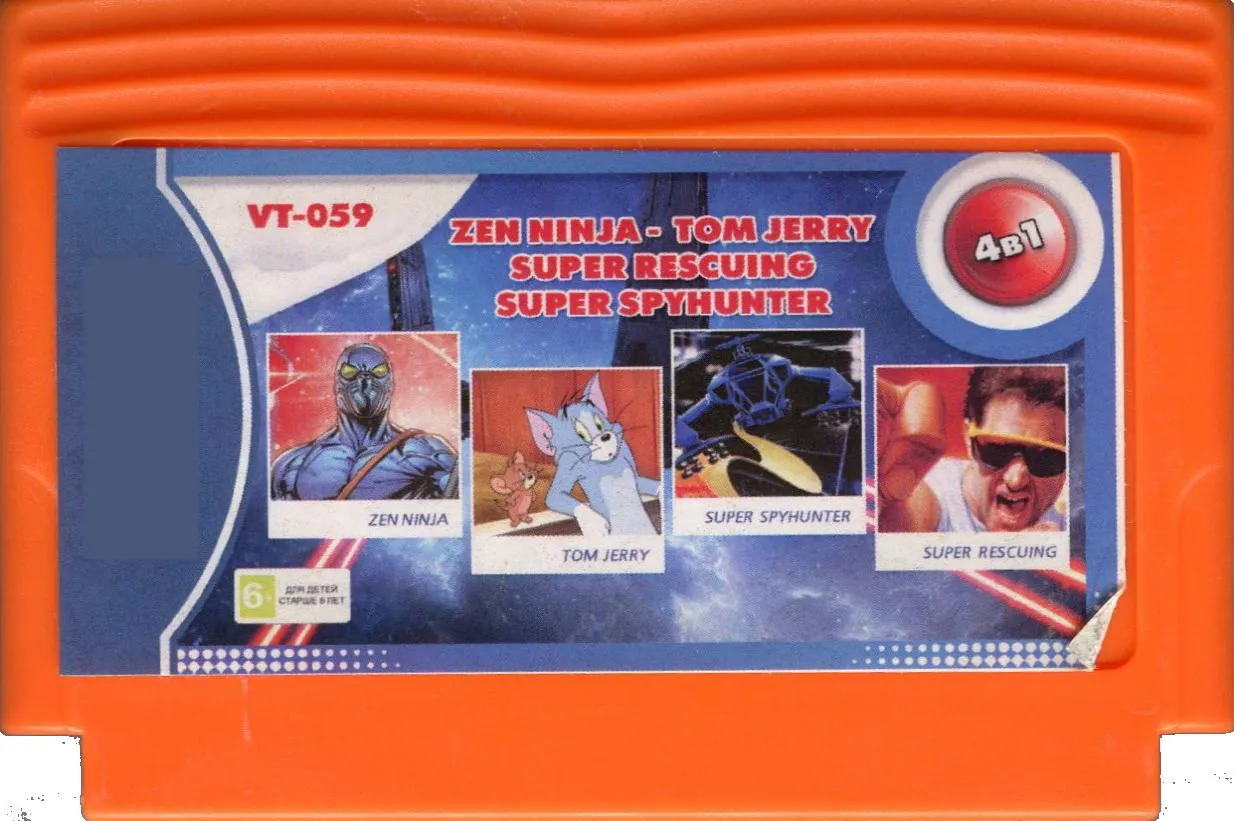 VT-059
ZEN NINJA - TOM JERRY
SUPER RESCUING
SUPER SPYHUNTER
4В1
ZEN NINJA
TOM JERRY
SUPER SPYHUNTER
SUPER RESCUING
6+
ДЛЯ ДЕТЕЙ
СТАРШЕ 6 ЛЕТ